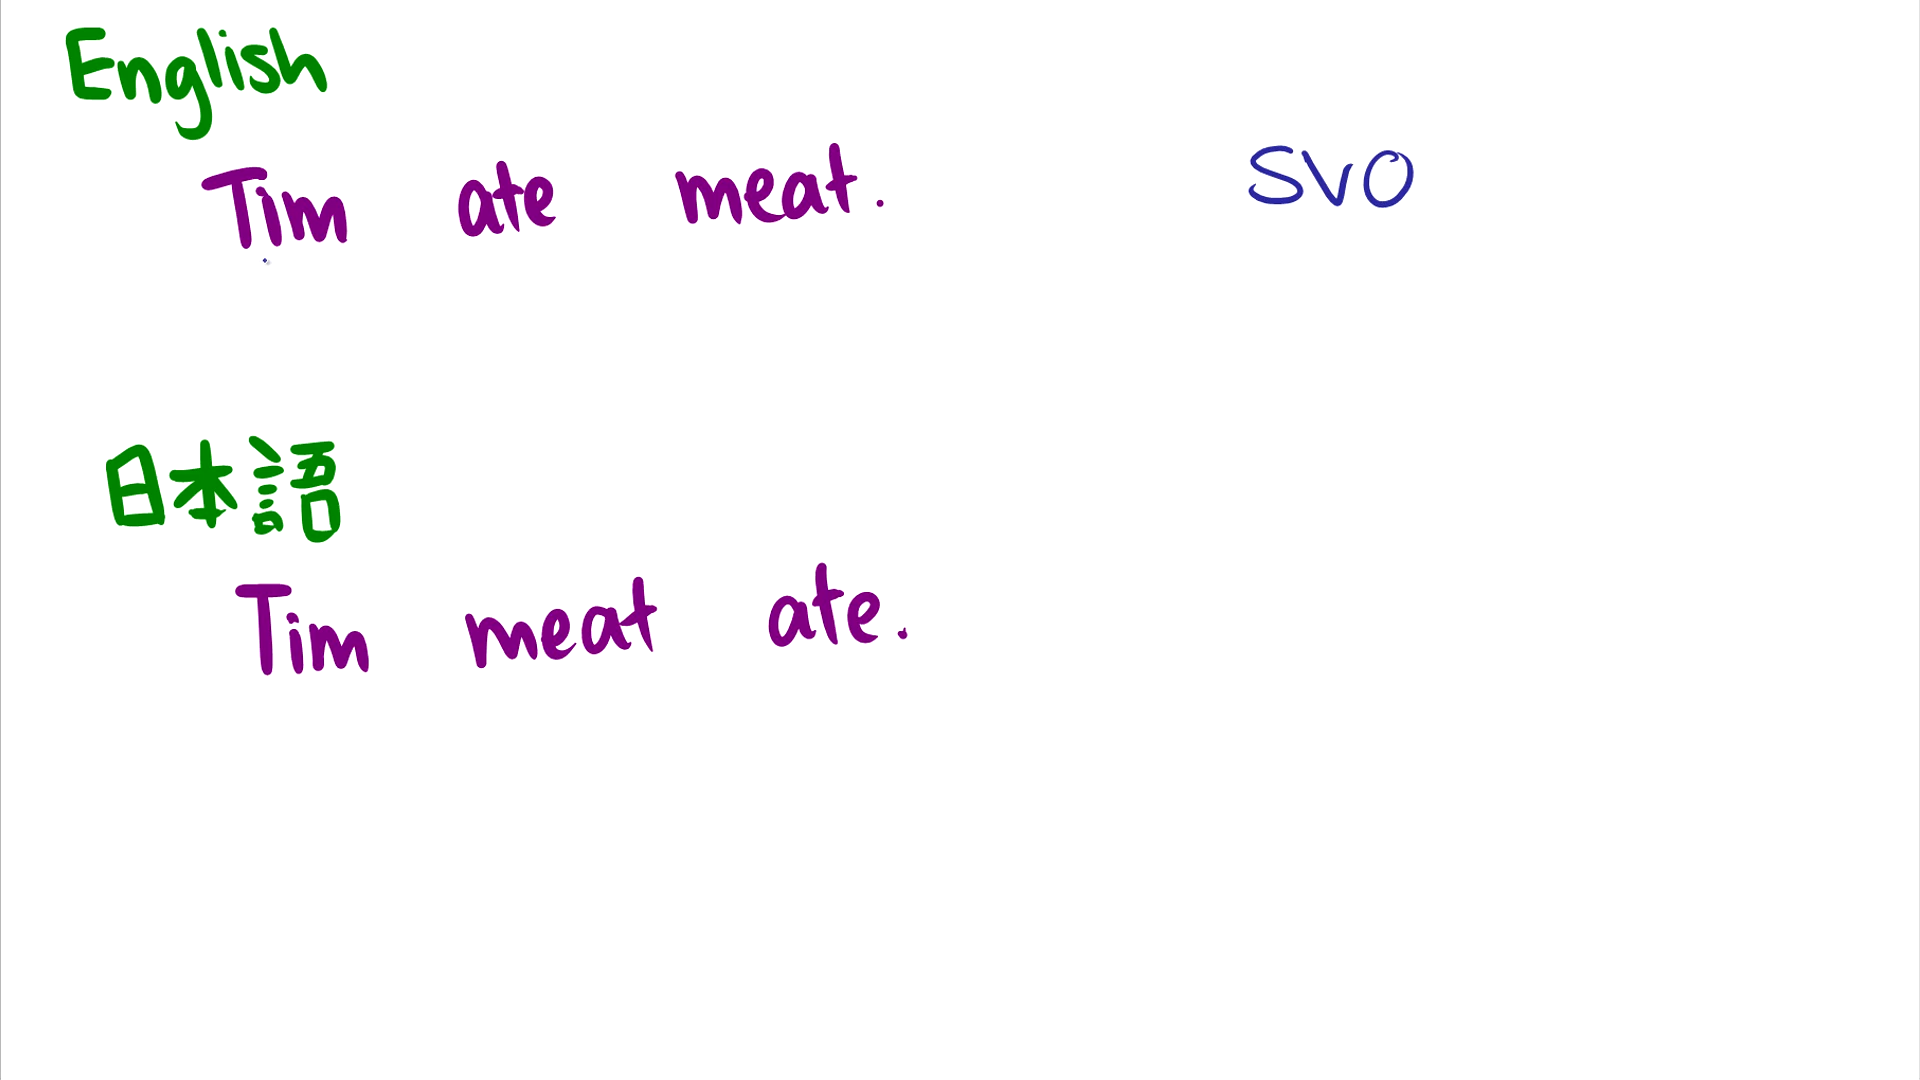 English
Tim ate meat. SVO
日本語
Tim meat ate.